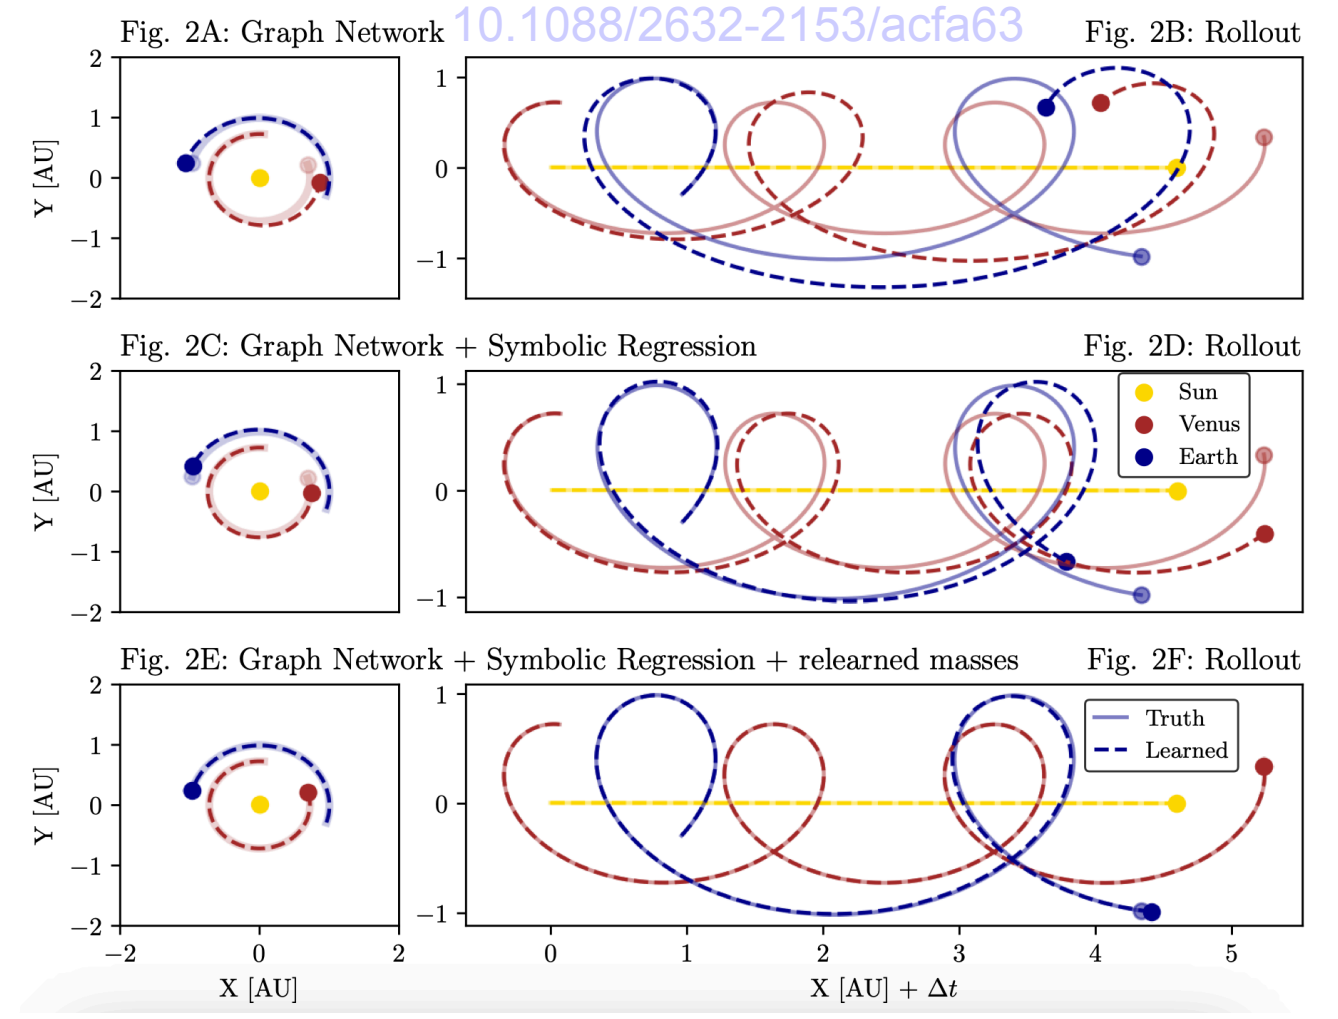 10.1088/2632-2153/acfa63
Fig. 2A: Graph Network
Fig. 2B: Rollout
2
1
0
−1
−2
Y [AU]
1
0
−1
Fig. 2C: Graph Network + Symbolic Regression
Fig. 2D: Rollout
2
1
0
−1
−2
Y [AU]
1
0
−1
Sun
Venus
Earth
Fig. 2E: Graph Network + Symbolic Regression + relearned masses
Fig. 2F: Rollout
2
1
0
−1
−2
Y [AU]
1
0
−1
Truth
Learned
−2 0 2
X [AU]
0 1 2 3 4 5
X [AU] + Δt